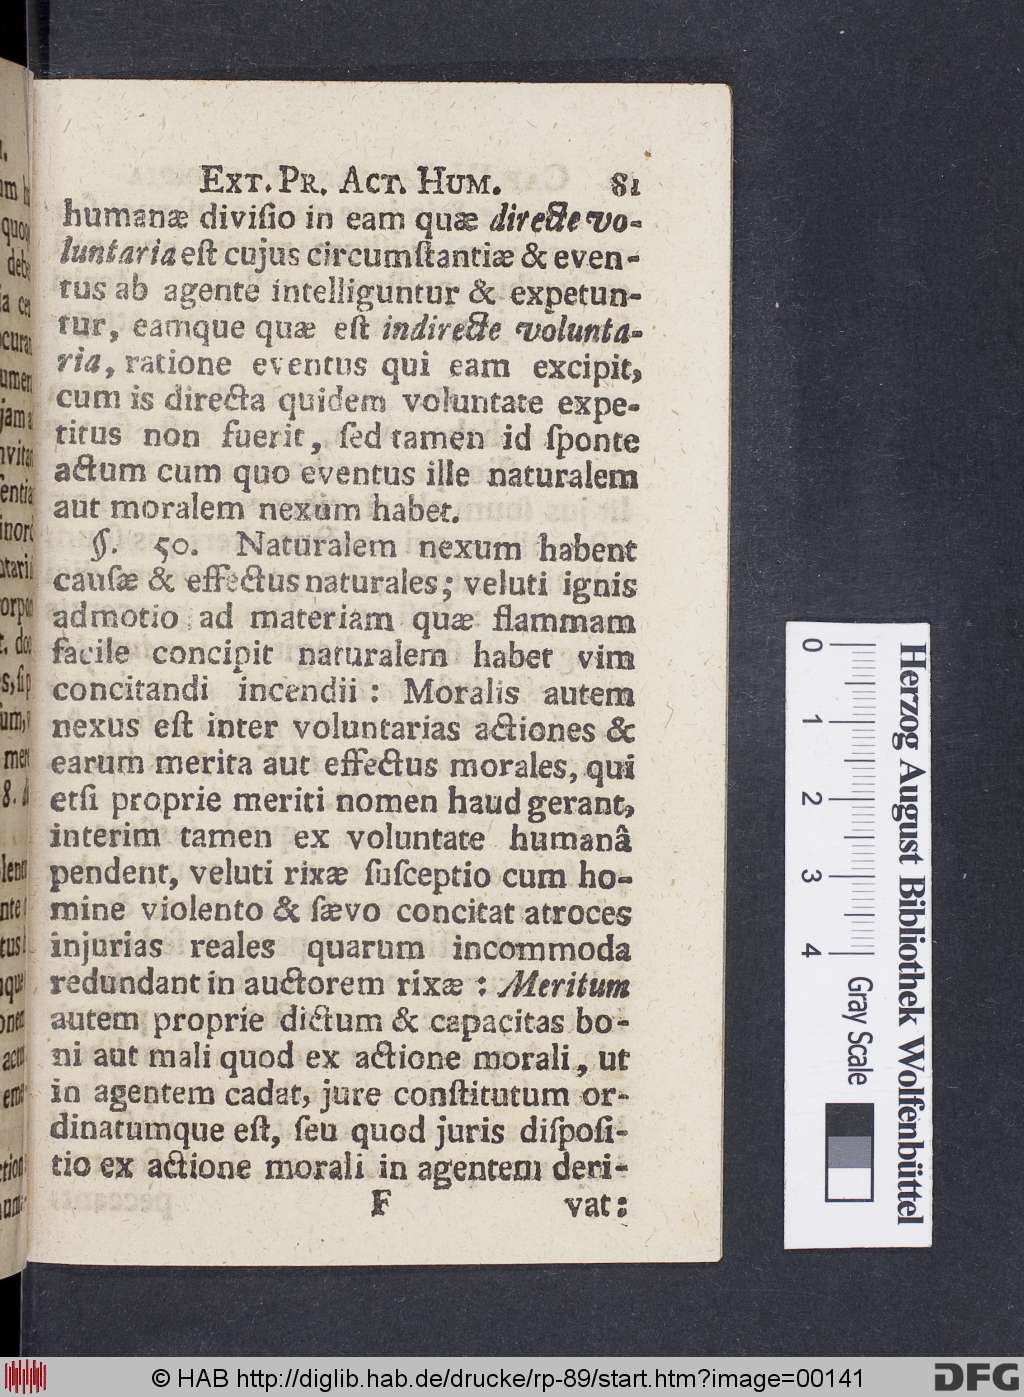 EXT. PR. ACT. HUM. 81
humanæ diviſio in eam quæ directe vo-
luntaria eſt cujus circumſtantiæ & even-
tus ab agente intelliguntur & expetun-
tur, eamque quæ eſt indirecte volunta-
ria, ratione eventus qui eam excipit,
cum is directa quidem voluntate expe-
titus non fuerit, ſed tamen id ſponte
actum cum quo eventus ille naturalem
aut moralem nexum habet.
§. 50. Naturalem nexum habent
cauſæ & effectus naturales; veluti ignis
admotio ad materiam quæ flammam
facile concipit naturalem habet vim
concitandi incendii : Moralis autem
nexus eſt inter voluntarias actiones &
earum merita aut effectus morales, qui
etſi proprie meriti nomen haud gerant,
interim tamen ex voluntate humanâ
pendent, veluti rixæ ſuſceptio cum ho-
mine violento & ſævo concitat atroces
injurias reales quarum incommoda
redundant in auctorem rixæ : Meritum
autem proprie dictum & capacitas bo-
ni aut mali quod ex actione morali, ut
in agentem cadat, jure conſtitutum or-
dinatumque eſt, ſeu quod juris diſpoſi-
tio ex actione morali in agentem deri-
F vat:
0 1 2 3 4
Gray Scale
Herzog August Bibliothek Wolfenbüttel
© HAB http://diglib.hab.de/drucke/rp-89/start.htm?image=00141
DFG